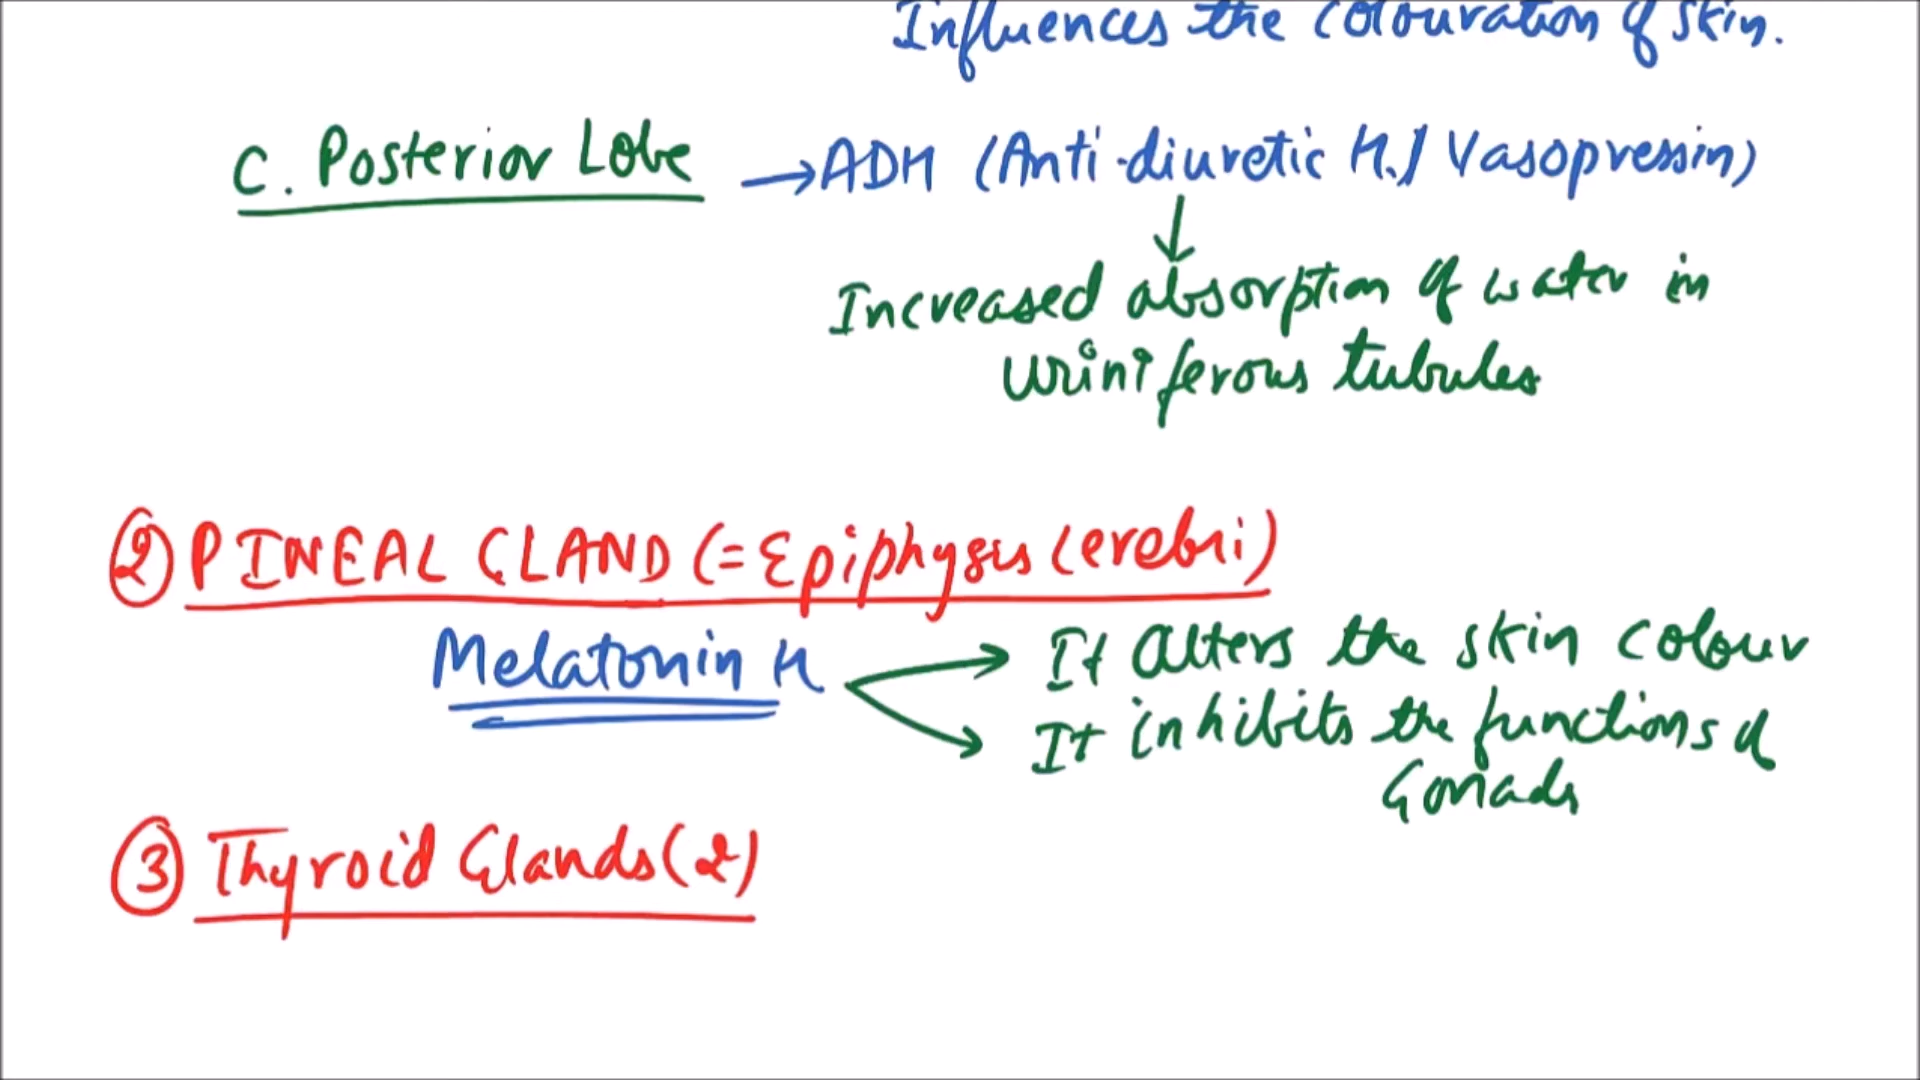 Influences the colouration of skin.
C. Posterior Lobe → ADH (Anti-diuretic H./ Vasopressin)
Increased absorption of water in
Uriniferous tubules
② PINEAL GLAND (= Epiphysis Cerebri)
Melatonin H
It alters the skin colour
It inhibits the functions of
Gonads
③ Thyroid Glands (2)